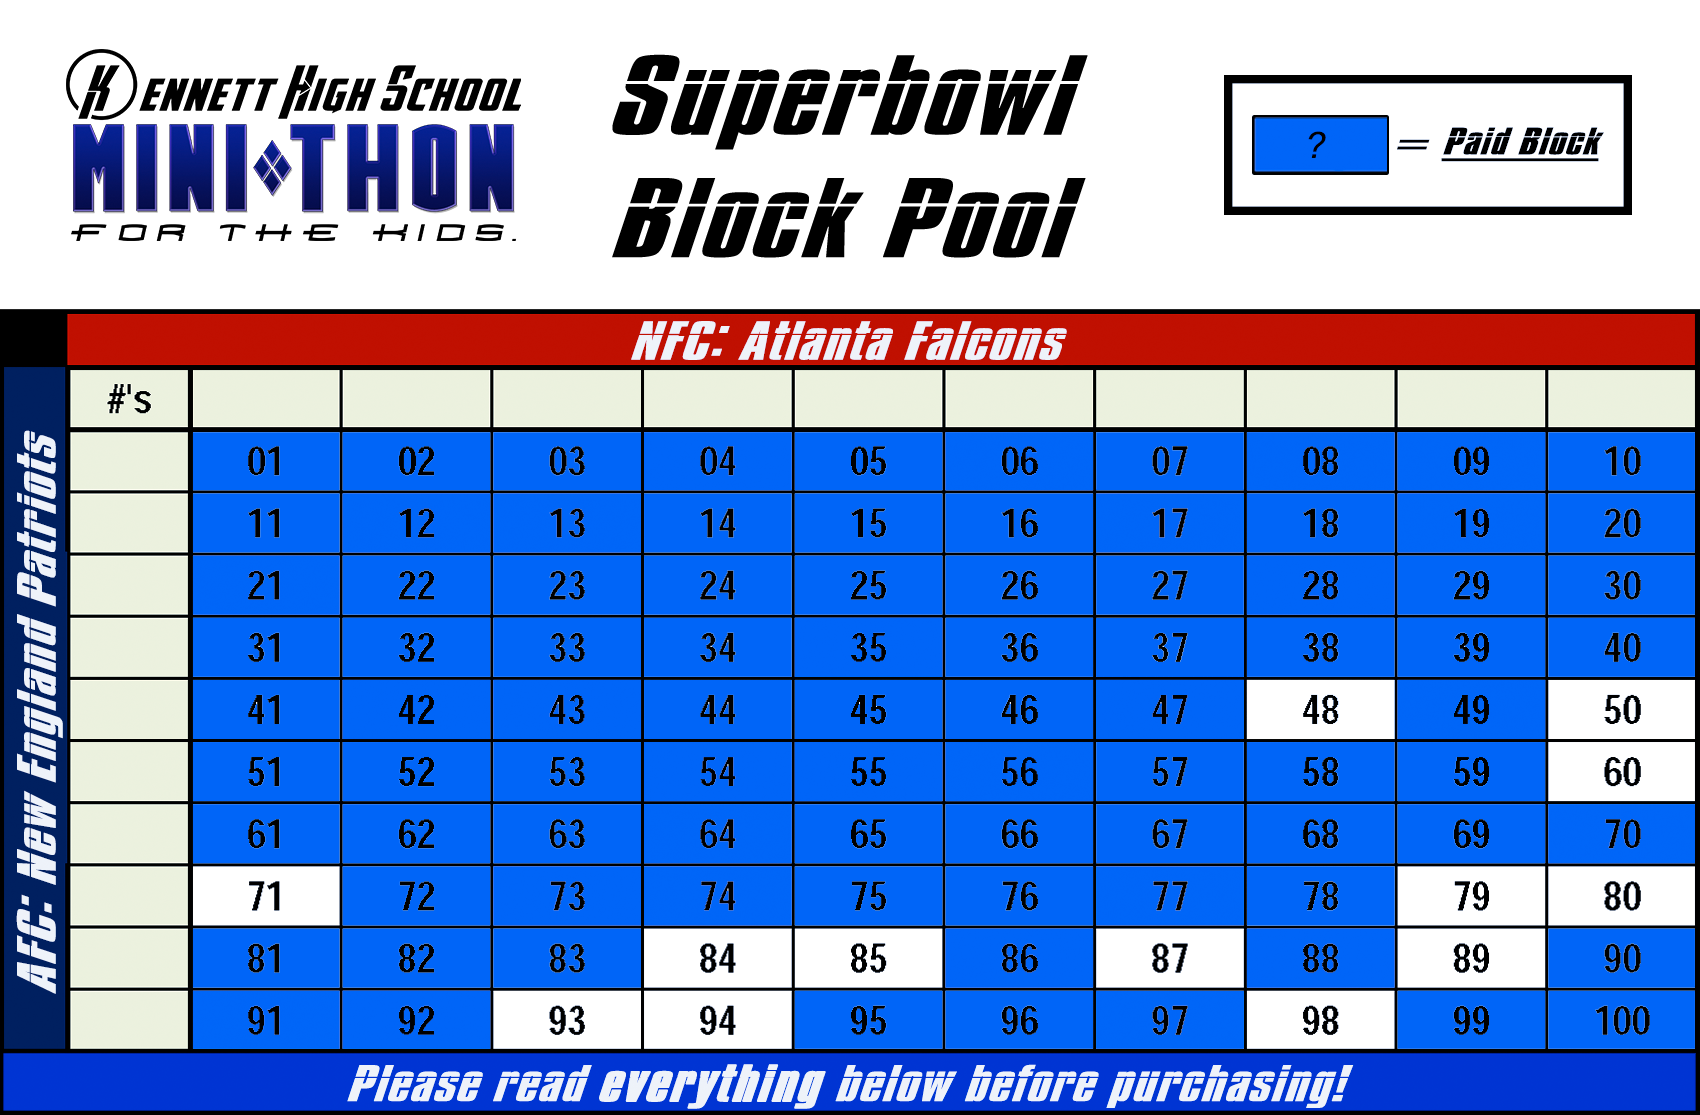 KENNETT HIGH SCHOOL
MINI THON
FOR THE KIDS.
Superbowl
Block Pool
? = Paid Block
NFC: Atlanta Falcons
AFC: New England Patriots
#'s
01 02 03 04 05 06 07 08 09 10
11 12 13 14 15 16 17 18 19 20
21 22 23 24 25 26 27 28 29 30
31 32 33 34 35 36 37 38 39 40
41 42 43 44 45 46 47 48 49 50
51 52 53 54 55 56 57 58 59 60
61 62 63 64 65 66 67 68 69 70
71 72 73 74 75 76 77 78 79 80
81 82 83 84 85 86 87 88 89 90
91 92 93 94 95 96 97 98 99 100
Please read everything below before purchasing!